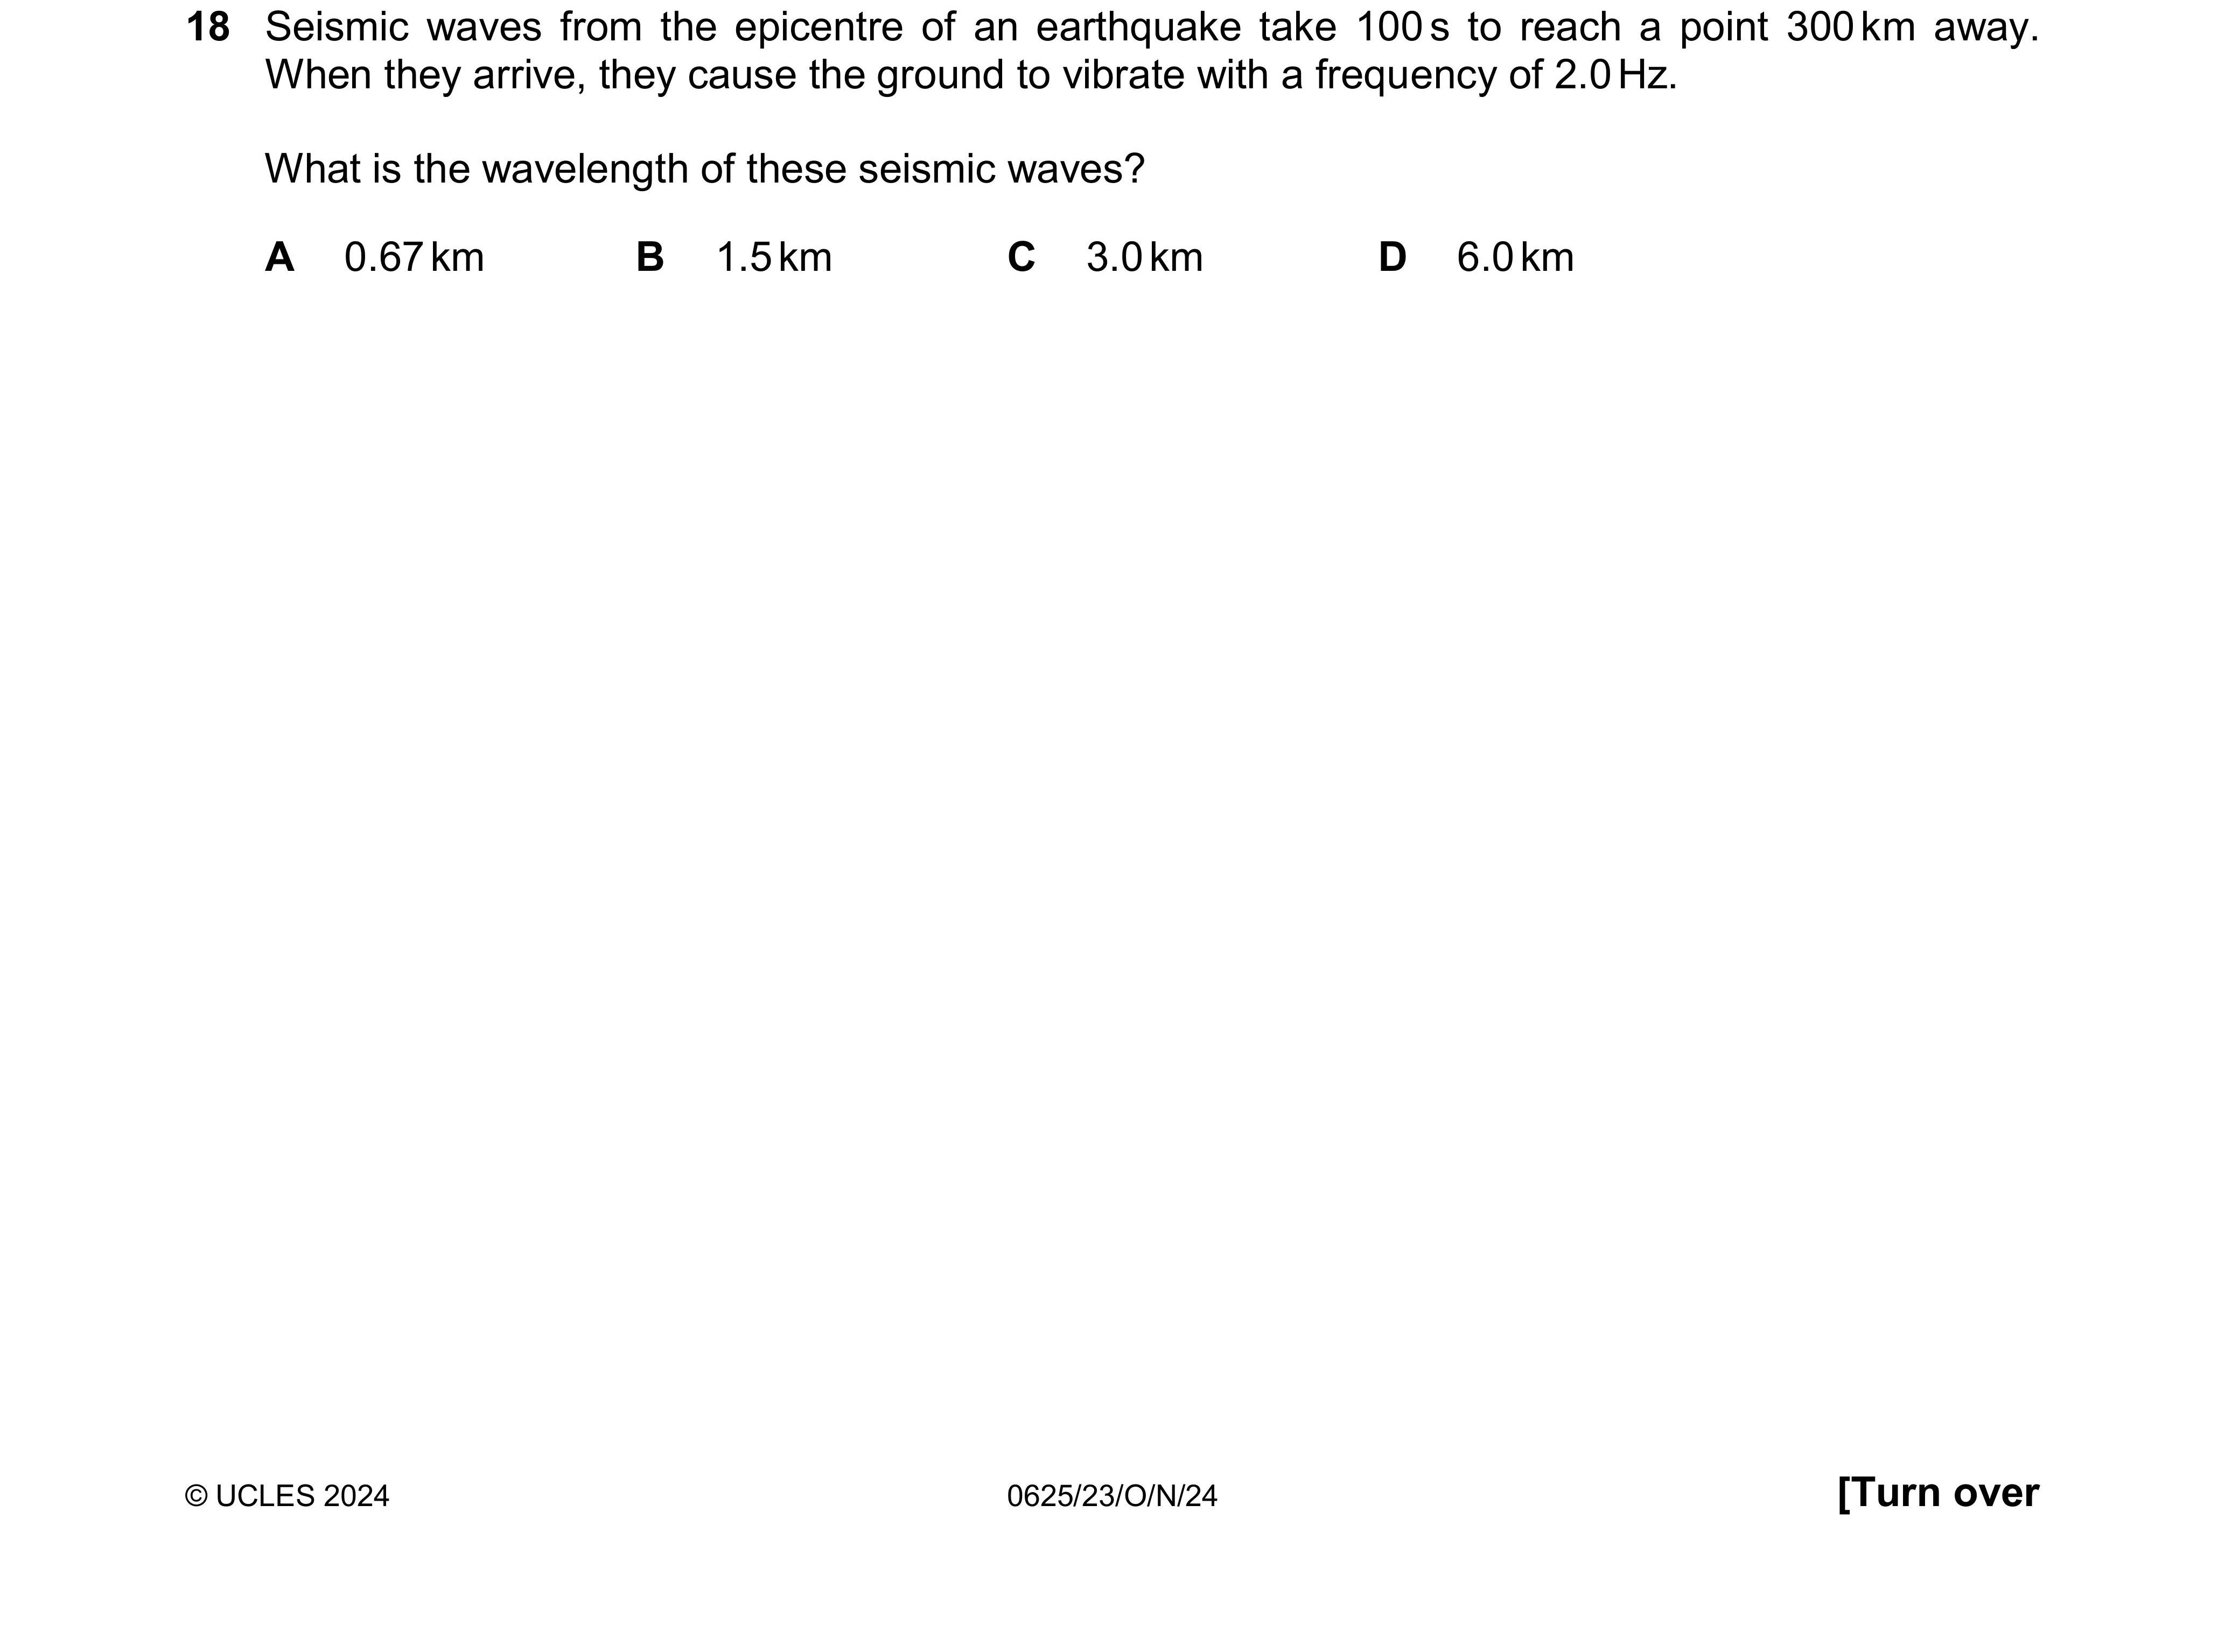 18 Seismic waves from the epicentre of an earthquake take 100 s to reach a point 300 km away.
When they arrive, they cause the ground to vibrate with a frequency of 2.0 Hz.
What is the wavelength of these seismic waves?
A 0.67 km B 1.5 km C 3.0 km D 6.0 km
© UCLES 2024 0625/23/O/N/24 [Turn over